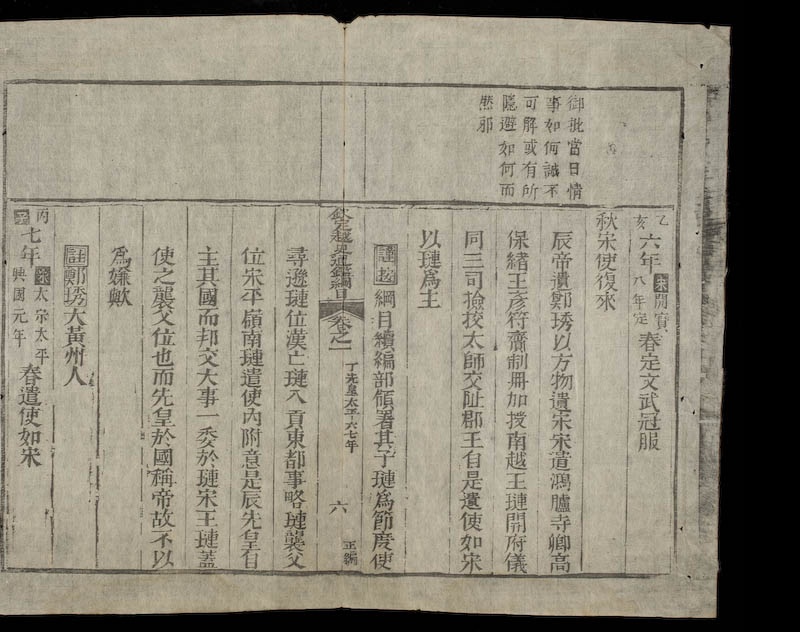 御批當日情
事如何誠不
可解或有所
隱避如何而
然邪
乙亥六年宋開寶八年春定文武冠服
秋宋使復來
辰帝遣鄭琇以方物遺宋宋遣鴻臚寺卿高
保緒王彥符齎制冊加授南越王璉開府儀
同三司撿挍太師交趾郡王自是遣使如宋
以璉爲主
謹按綱目續編部領署其子璉爲節度使
欽定越史通鑑綱目 卷之一 丁先皇太平六七年 六 正編
尋遜璉位漢亡璉入貢東都事略璉襲父
位宋平嶺南璉遣使內附意是辰先皇自
主其國而邦交大事一委於璉宋王璉蓋
使之襲父位也而先皇於國稱帝故不以
爲嫌歟
註鄭琇大黃州人
丙子七年宋太宗太平興國元年春遣使如宋